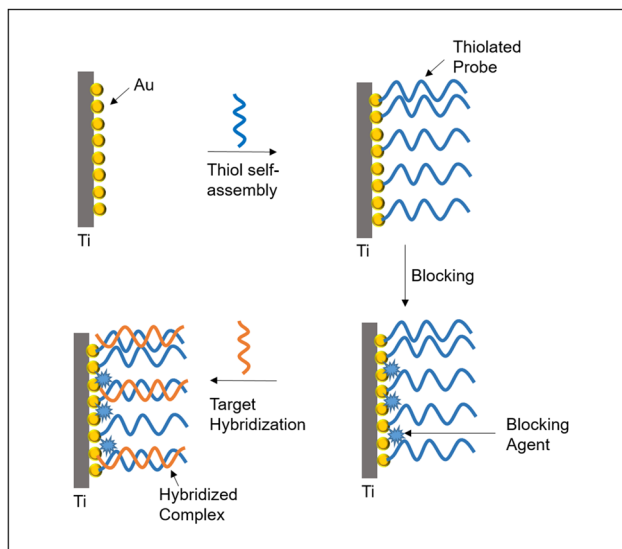 Au
Ti
Thiol self-
assembly
Thiolated
Probe
Ti
Blocking
Blocking
Agent
Ti
Target
Hybridization
Hybridized
Complex
Ti